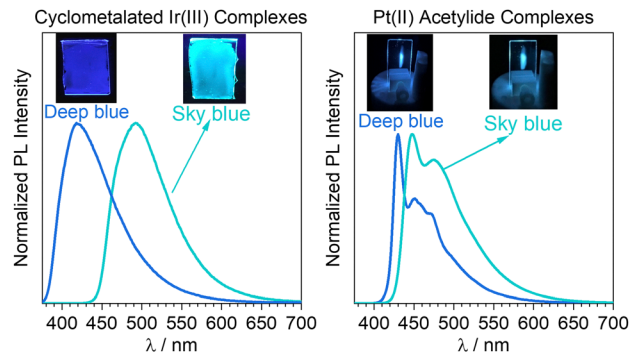 Cyclometalated Ir(III) Complexes
Pt(II) Acetylide Complexes
Deep blue
Sky blue
Normalized PL Intensity
400 450 500 550 600 650 700
λ / nm
Deep blue
Sky blue
Normalized PL Intensity
400 450 500 550 600 650 700
λ / nm